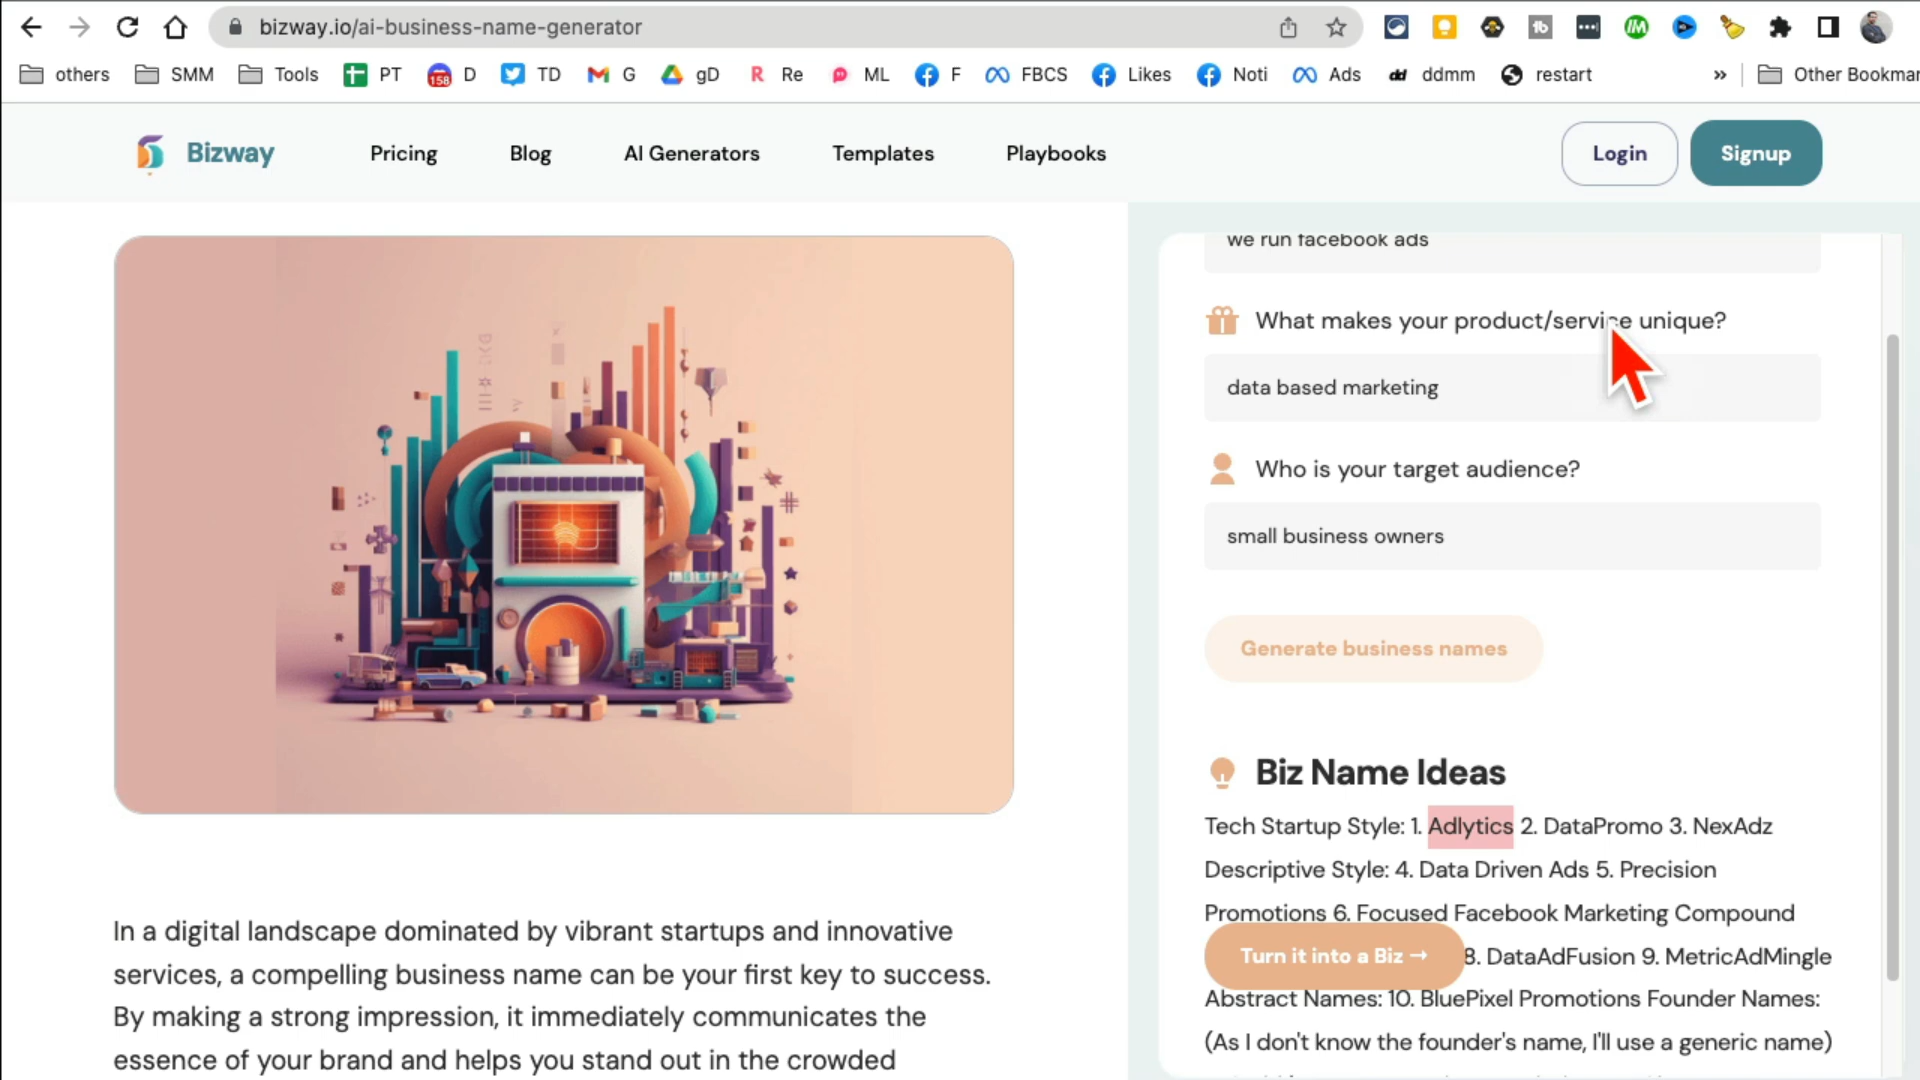 bizway.io/ai-business-name-generator
others SMM Tools PT 158 D TD G gD Re ML F FBCS Likes Noti Ads dd ddmm restart » Other Bookmar
Bizway Pricing Blog AI Generators Templates Playbooks Login Signup
we run facebook ads
What makes your product/service unique?
data based marketing
Who is your target audience?
small business owners
Generate business names
Biz Name Ideas
Tech Startup Style: 1. Adlytics 2. DataPromo 3. NexAdz
Descriptive Style: 4. Data Driven Ads 5. Precision
Promotions 6. Focused Facebook Marketing Compound
Turn it into a Biz → 8. DataAdFusion 9. MetricAdMingle
Abstract Names: 10. BluePixel Promotions Founder Names:
(As I don't know the founder's name, I'll use a generic name)
In a digital landscape dominated by vibrant startups and innovative
services, a compelling business name can be your first key to success.
By making a strong impression, it immediately communicates the
essence of your brand and helps you stand out in the crowded